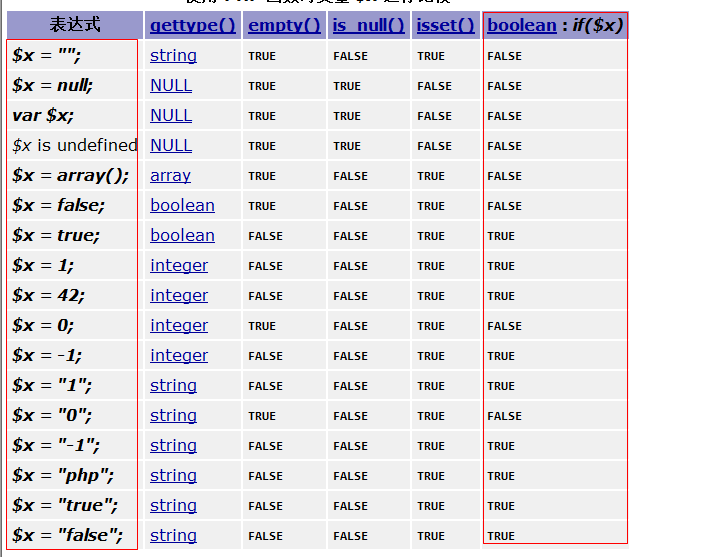 表达式 gettype() empty() is_null() isset() boolean : if($x)
$x = ""; string TRUE FALSE TRUE FALSE
$x = null; NULL TRUE TRUE FALSE FALSE
var $x; NULL TRUE TRUE FALSE FALSE
$x is undefined NULL TRUE TRUE FALSE FALSE
$x = array(); array TRUE FALSE TRUE FALSE
$x = false; boolean TRUE FALSE TRUE FALSE
$x = true; boolean FALSE FALSE TRUE TRUE
$x = 1; integer FALSE FALSE TRUE TRUE
$x = 42; integer FALSE FALSE TRUE TRUE
$x = 0; integer TRUE FALSE TRUE FALSE
$x = -1; integer FALSE FALSE TRUE TRUE
$x = "1"; string FALSE FALSE TRUE TRUE
$x = "0"; string TRUE FALSE TRUE FALSE
$x = "-1"; string FALSE FALSE TRUE TRUE
$x = "php"; string FALSE FALSE TRUE TRUE
$x = "true"; string FALSE FALSE TRUE TRUE
$x = "false"; string FALSE FALSE TRUE TRUE